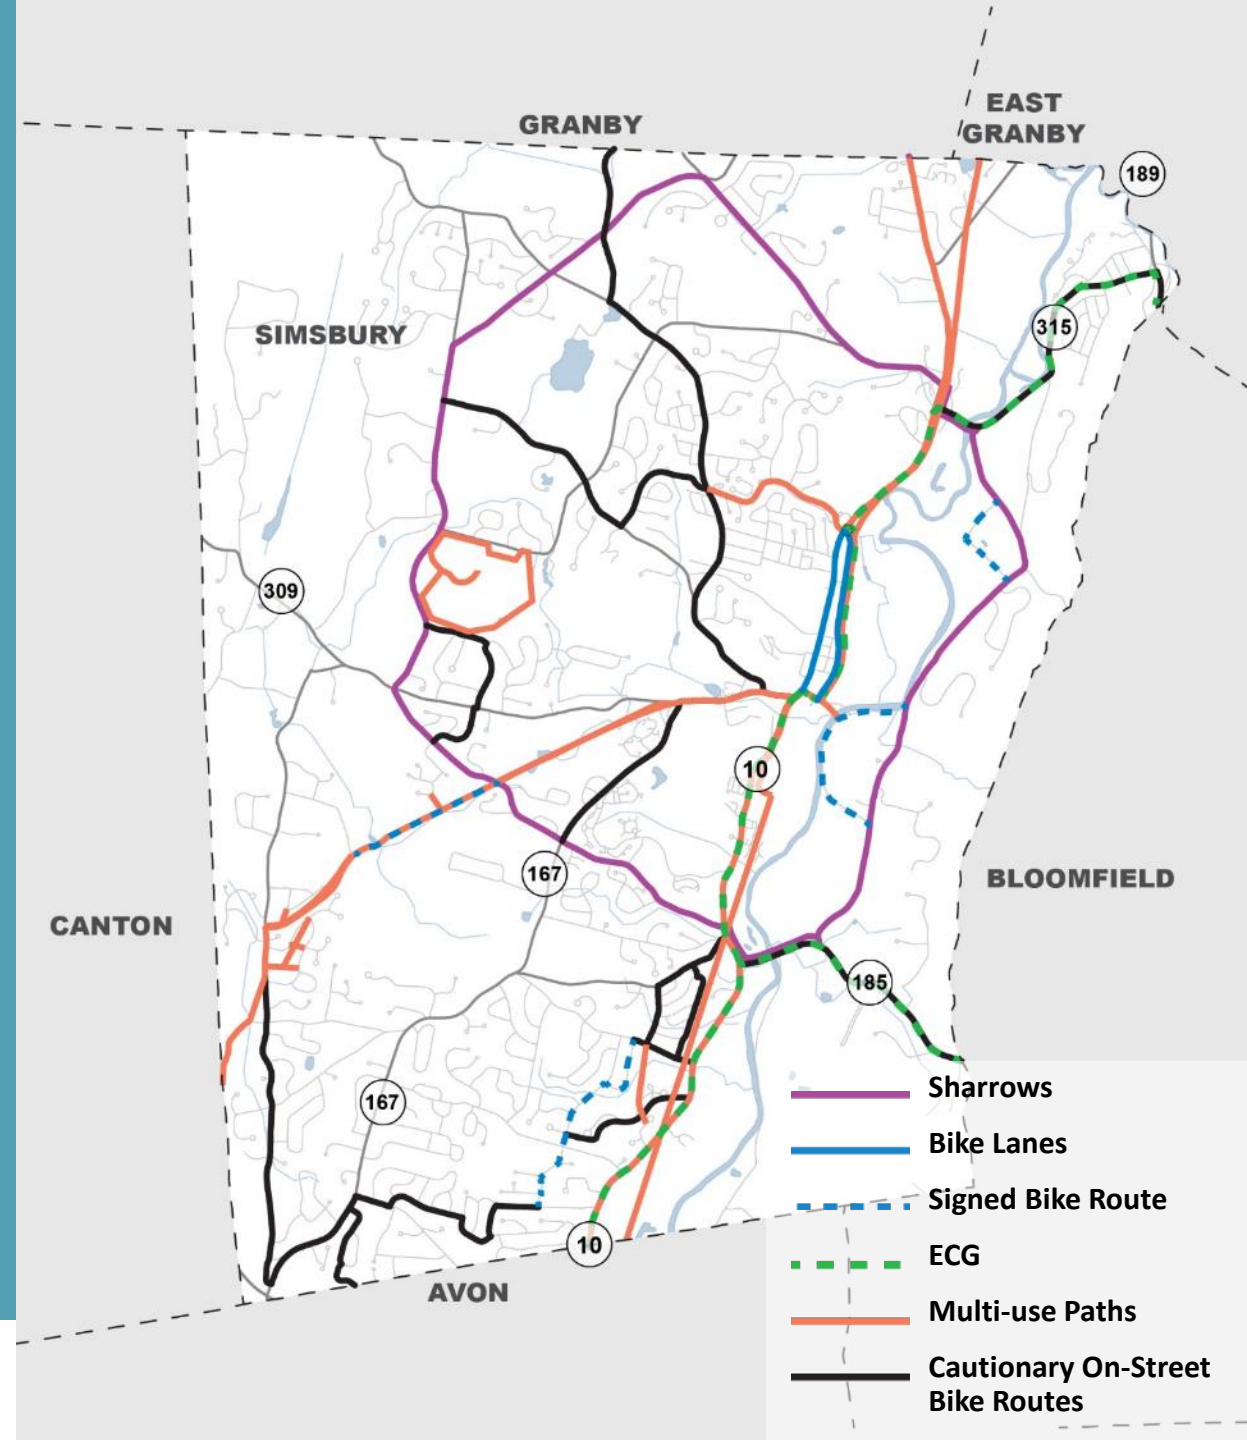 GRANBY
EAST
GRANBY
189
315
SIMSBURY
309
10
167
BLOOMFIELD
CANTON
185
167
10
AVON
Sharrows
Bike Lanes
Signed Bike Route
ECG
Multi-use Paths
Cautionary On-Street
Bike Routes